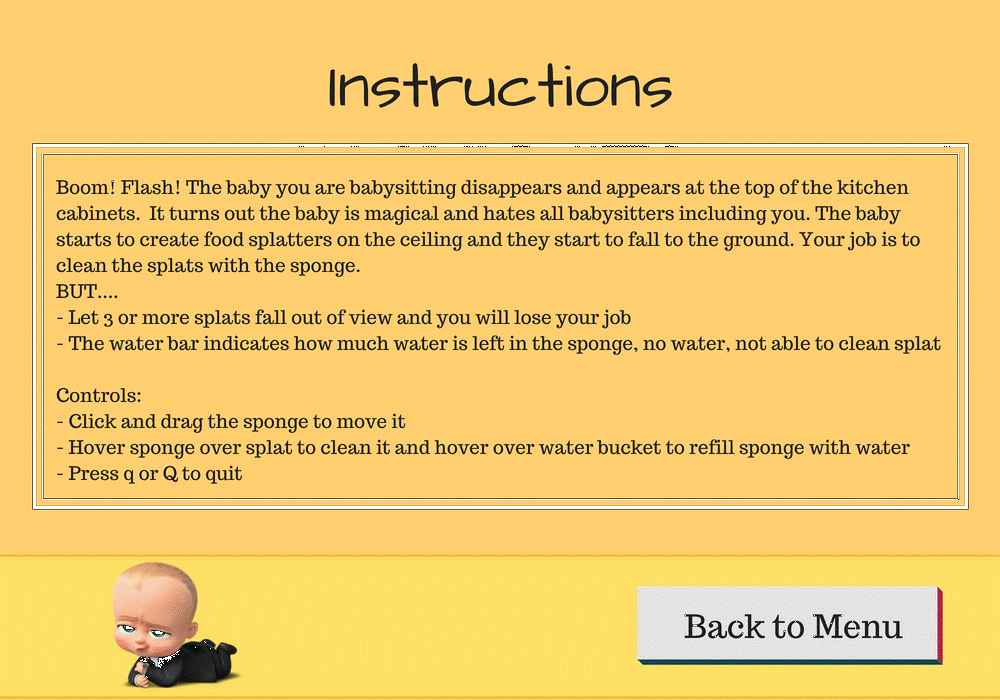 Instructions
Boom! Flash! The baby you are babysitting disappears and appears at the top of the kitchen
cabinets.  It turns out the baby is magical and hates all babysitters including you. The baby
starts to create food splatters on the ceiling and they start to fall to the ground. Your job is to
clean the splats with the sponge.
BUT....
- Let 3 or more splats fall out of view and you will lose your job
- The water bar indicates how much water is left in the sponge, no water, not able to clean splat
Controls:
- Click and drag the sponge to move it
- Hover sponge over splat to clean it and hover over water bucket to refill sponge with water
- Press q or Q to quit
Back to Menu